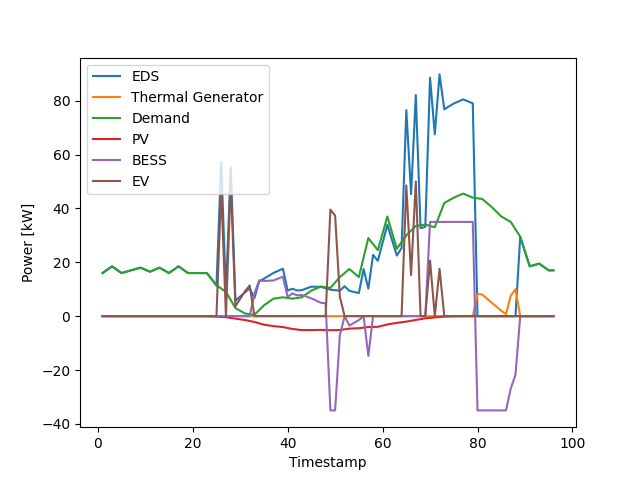 EDS
Thermal Generator
Demand
PV
BESS
EV
Power [kW]
80
60
40
20
0
−20
−40
0 20 40 60 80 100
Timestamp